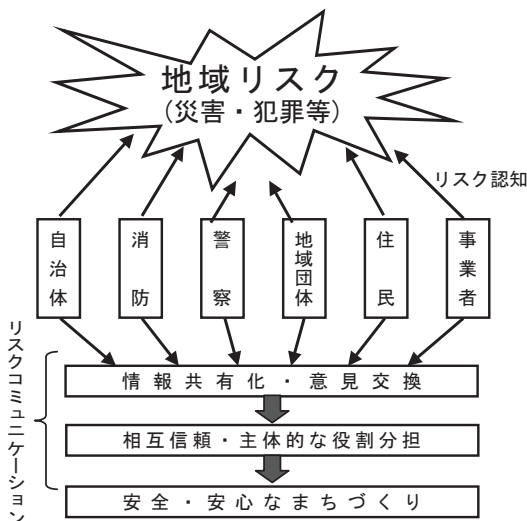 地域リスク
(災害・犯罪等)
リスク認知
自治体
消防
警察
地域団体
住民
事業者
リスクコミュニケーション
情報共有化・意見交換
相互信頼・主体的な役割分担
安全・安心なまちづくり